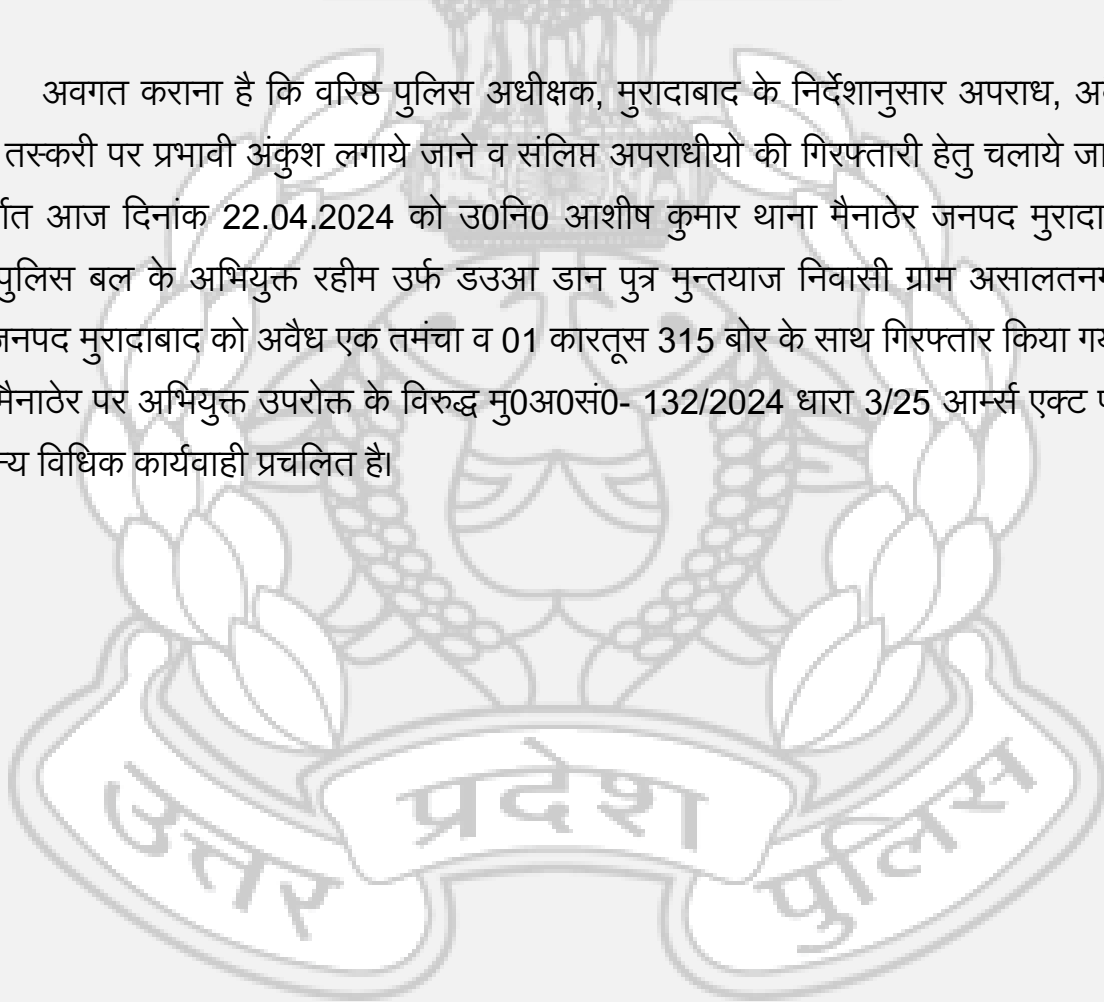 अवगत कराना है कि वरिष्ठ पुलिस अधीक्षक, मुरादाबाद के निर्देशानुसार अपराध,
तस्करी पर प्रभावी अंकुश लगाये जाने व संलिप्त अपराधीयो की गिरफ्तारी हेतु चलाये
आज दिनांक 22.04.2024 को उ0नि0 आशीष कुमार थाना मैनाठेर जनपद
पुलिस बल के अभियुक्त रहीम उर्फ डउआ डान पुत्र मुन्तयाज निवासी ग्राम
जनपद मुरादाबाद को अवैध एक तमंचा व 01 कारतूस 315 बोर के साथ गिरफ्तार किया
मैनाठेर पर अभियुक्त उपरोक्त के विरुद्ध मु0अ0सं0- 132/2024 धारा 3/25 आर्म्स एक्ट
विधिक कार्यवाही प्रचलित है।
उत्तर प्रदेश पुलिस